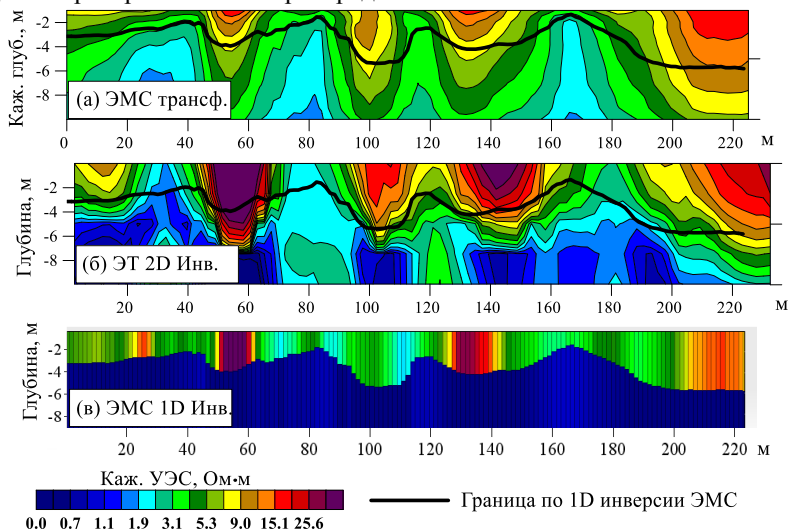 Каж. глуб., м
-2
-4
-6
-8
(а) ЭМС трансф.
0 20 40 60 80 100 120 140 160 180 200 220 м
Глубина, м
-2
-4
-6
-8
(б) ЭТ 2D Инв.
20 40 60 80 100 120 140 160 180 200 220 м
Глубина, м
-2
-4
-6
-8
(в) ЭМС 1D Инв.
20 40 60 80 100 120 140 160 180 200 220 м
Каж. УЭС, Ом•м
0.0 0.7 1.1 1.9 3.1 5.3 9.0 15.1 25.6
Граница по 1D инверсии ЭМС